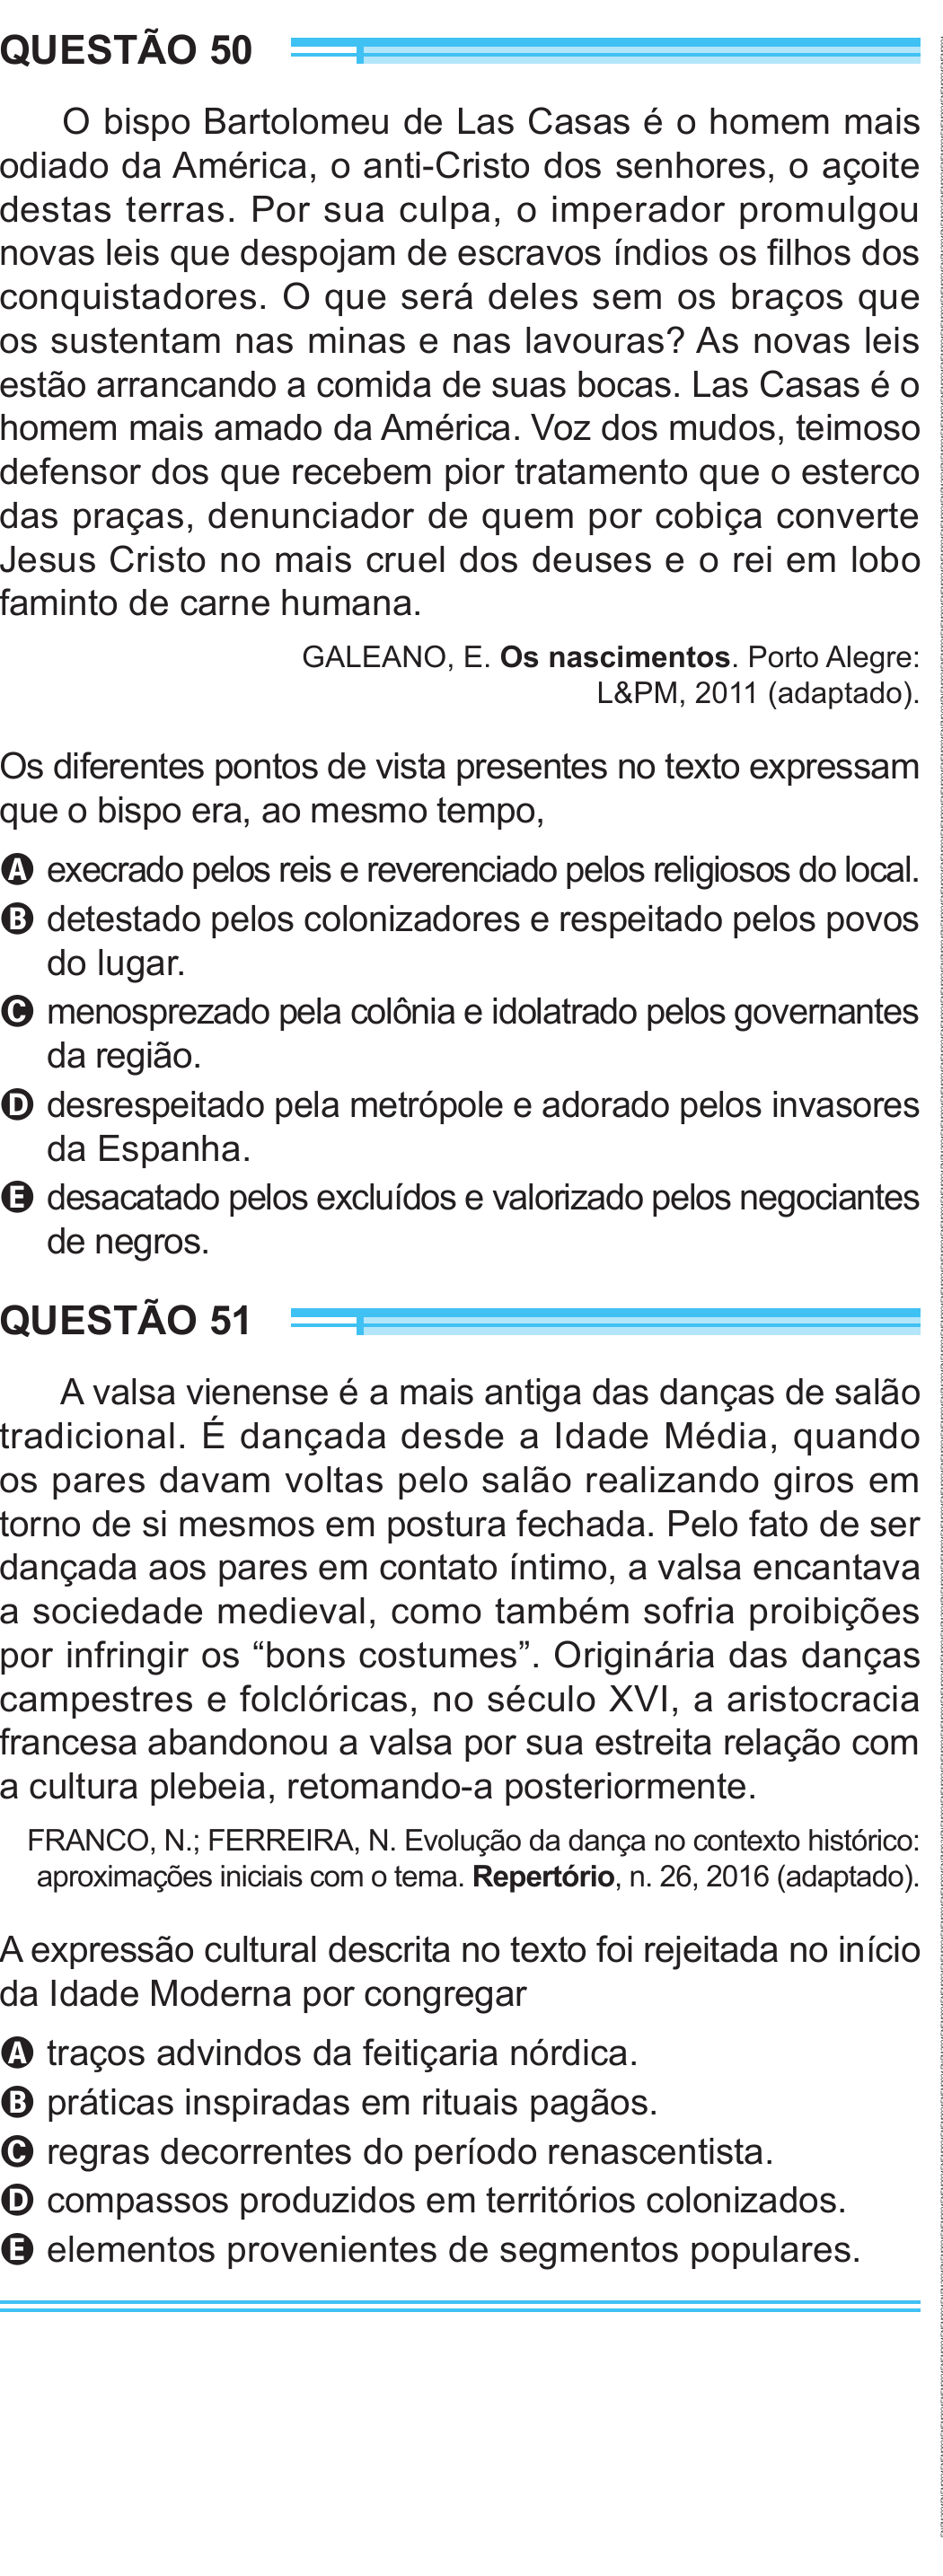 QUESTÃO 50
O bispo Bartolomeu de Las Casas é o homem mais
odiado da América, o anti-Cristo dos senhores, o açoite
destas terras. Por sua culpa, o imperador promulgou
novas leis que despojam de escravos índios os filhos dos
conquistadores. O que será deles sem os braços que
os sustentam nas minas e nas lavouras? As novas leis
estão arrancando a comida de suas bocas. Las Casas é o
homem mais amado da América. Voz dos mudos, teimoso
defensor dos que recebem pior tratamento que o esterco
das praças, denunciador de quem por cobiça converte
Jesus Cristo no mais cruel dos deuses e o rei em lobo
faminto de carne humana.
GALEANO, E. Os nascimentos. Porto Alegre:
L&PM, 2011 (adaptado).
Os diferentes pontos de vista presentes no texto expressam
que o bispo era, ao mesmo tempo,
A execrado pelos reis e reverenciado pelos religiosos do local.
B detestado pelos colonizadores e respeitado pelos povos
do lugar.
C menosprezado pela colônia e idolatrado pelos governantes
da região.
D desrespeitado pela metrópole e adorado pelos invasores
da Espanha.
E desacatado pelos excluídos e valorizado pelos negociantes
de negros.
QUESTÃO 51
A valsa vienense é a mais antiga das danças de salão
tradicional. É dançada desde a Idade Média, quando
os pares davam voltas pelo salão realizando giros em
torno de si mesmos em postura fechada. Pelo fato de ser
dançada aos pares em contato íntimo, a valsa encantava
a sociedade medieval, como também sofria proibições
por infringir os “bons costumes”. Originária das danças
campestres e folclóricas, no século XVI, a aristocracia
francesa abandonou a valsa por sua estreita relação com
a cultura plebeia, retomando-a posteriormente.
FRANCO, N.; FERREIRA, N. Evolução da dança no contexto histórico:
aproximações iniciais com o tema. Repertório, n. 26, 2016 (adaptado).
A expressão cultural descrita no texto foi rejeitada no início
da Idade Moderna por congregar
A traços advindos da feitiçaria nórdica.
B práticas inspiradas em rituais pagãos.
C regras decorrentes do período renascentista.
D compassos produzidos em territórios colonizados.
E elementos provenientes de segmentos populares.